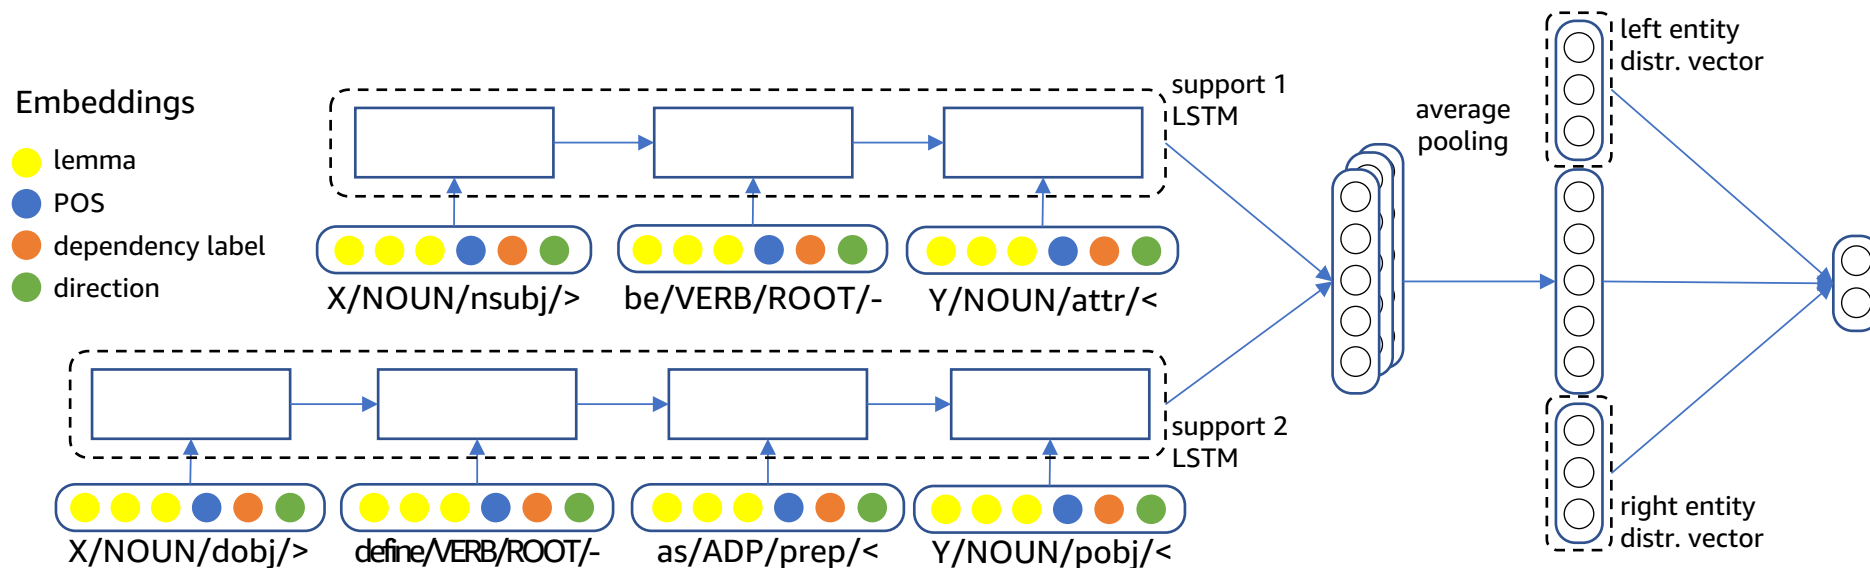 Embeddings
lemma
POS
dependency label
direction
support 1
LSTM
X/NOUN/nsubj/>
be/VERB/ROOT/-
Y/NOUN/attr/<
support 2
LSTM
X/NOUN/dobj/>
define/VERB/ROOT/-
as/ADP/prep/<
Y/NOUN/pobj/<
average
pooling
left entity
distr. vector
right entity
distr. vector